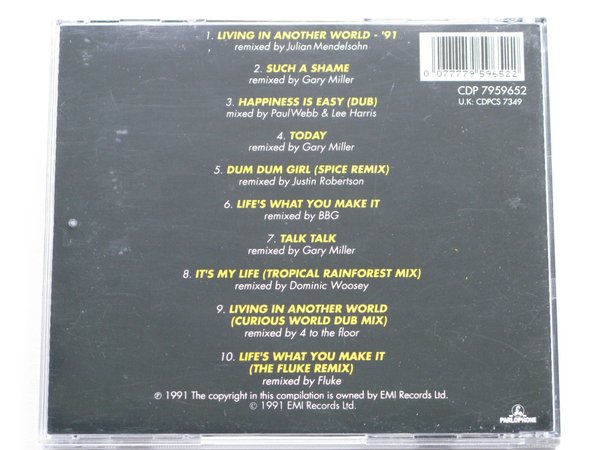 1. LIVING IN ANOTHER WORLD - '91
remixed by Julian Mendelsohn
2. SUCH A SHAME
remixed by Gary Miller
3. HAPPINESS IS EASY (DUB)
mixed by Paul Webb & Lee Harris
4. TODAY
remixed by Gary Miller
5. DUM DUM GIRL (SPICE REMIX)
remixed by Justin Robertson
6. LIFE'S WHAT YOU MAKE IT
remixed by BBG
7. TALK TALK
remixed by Gary Miller
8. IT'S MY LIFE (TROPICAL RAINFOREST MIX)
remixed by Dominic Woosey
9. LIVING IN ANOTHER WORLD
(CURIOUS WORLD DUB MIX)
remixed by 4 to the floor
10. LIFE'S WHAT YOU MAKE IT
(THE FLUKE REMIX)
remixed by Fluke
℗ 1991 The copyright in this compilation is owned by EMI Records Ltd.
© 1991 EMI Records Ltd.
0 077779 596522
CDP 7959652
U.K: CDPCS 7349
PARLOPHONE